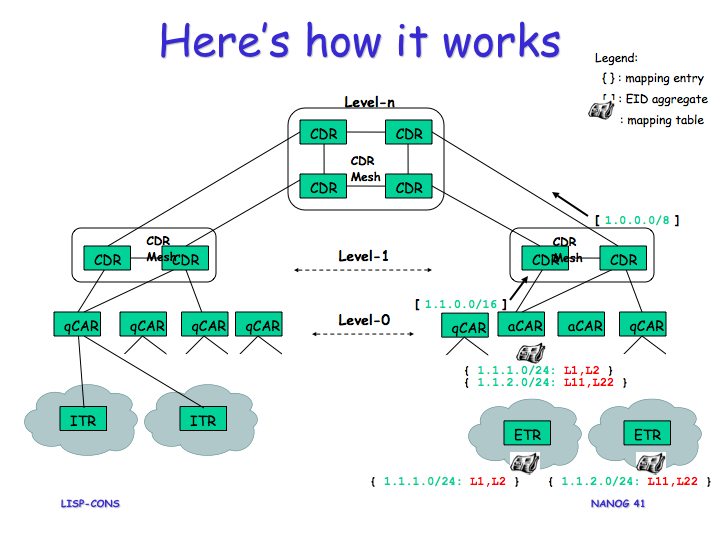 Here's how it works
Legend:
{ } : mapping entry
[ ] : EID aggregate
: mapping table
Level-n
CDR CDR
CDR
Mesh
CDR CDR
[ 1.0.0.0/8 ]
CDR
Mesh
CDR CDR
Level-1
CDR
Mesh
CDR CDR
[ 1.1.0.0/16 ]
Level-0
qCAR qCAR qCAR qCAR qCAR aCAR aCAR qCAR
{ 1.1.1.0/24: L1,L2 }
{ 1.1.2.0/24: L11,L22 }
ITR ITR ETR ETR
{ 1.1.1.0/24: L1,L2 } { 1.1.2.0/24: L11,L22 }
LISP-CONS NANOG 41